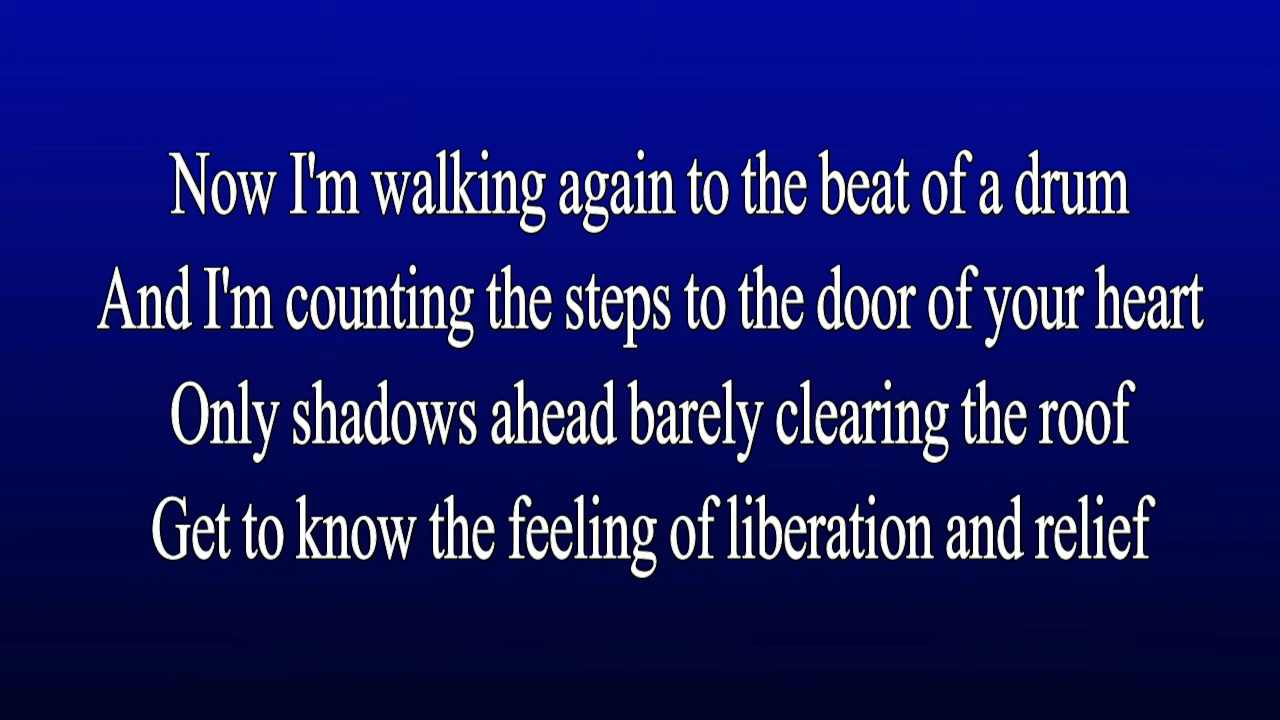 Now I'm walking again to the beat of a drum
And I'm counting the steps to the door of your heart
Only shadows ahead barely clearing the roof
Get to know the feeling of liberation and relief